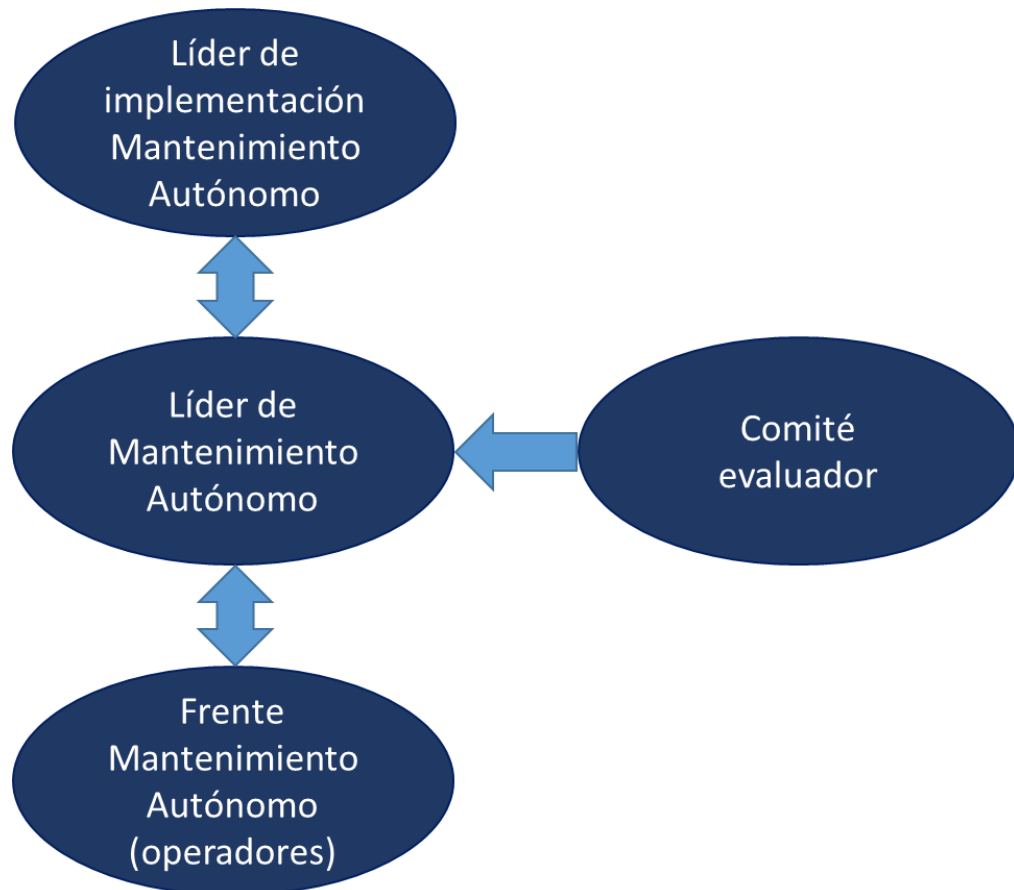 Líder de
implementación
Mantenimiento
Autónomo
Líder de
Mantenimiento
Autónomo
Comité
evaluador
Frente
Mantenimiento
Autónomo
(operadores)